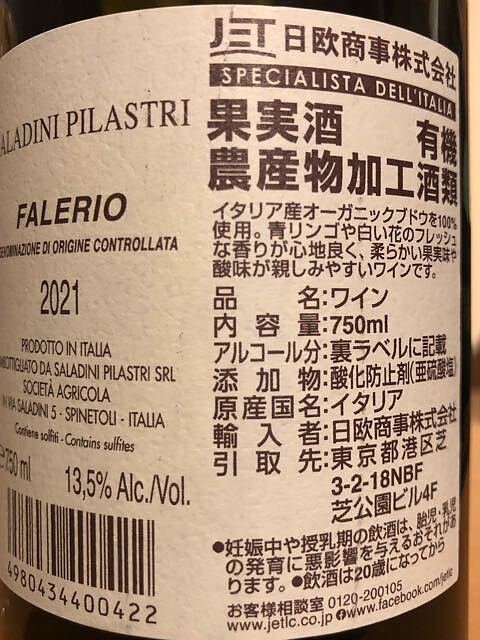 SALADINI PILASTRI
FALERIO
DENOMINAZIONE DI ORIGINE CONTROLLATA
2021
PRODOTTO IN ITALIA
IMBOTTIGLIATO DA SALADINI PILASTRI SRL
SOCIETÀ AGRICOLA
IN VIA SALADINI 5 - SPINETOLI - ITALIA
Contiene solfiti - Contains sulfites
℮ 750 ml
13,5% Alc./Vol.
4980434400422
JET 日欧商事株式会社
SPECIALISTA DELL'ITALIA
果実酒 有機
農産物加工酒類
イタリア産オーガニックブドウを100%
使用。青リンゴや白い花のフレッシュ
な香りが心地良く、柔らかい果実味や
酸味が親しみやすいワインです。
品名:ワイン
内容量:750ml
アルコール分:裏ラベルに記載
添加物:酸化防止剤(亜硫酸塩)
原産国名:イタリア
輸入者:日欧商事株式会社
引取先:東京都港区芝
3-2-18NBF
芝公園ビル4F
●妊娠中や授乳期の飲酒は、胎児・乳児
の発育に悪影響を与えるおそれがあ
ります。●飲酒は20歳になってから
お客様相談室 0120-200105
www.jetlc.co.jp www.facebook.com/jetlc